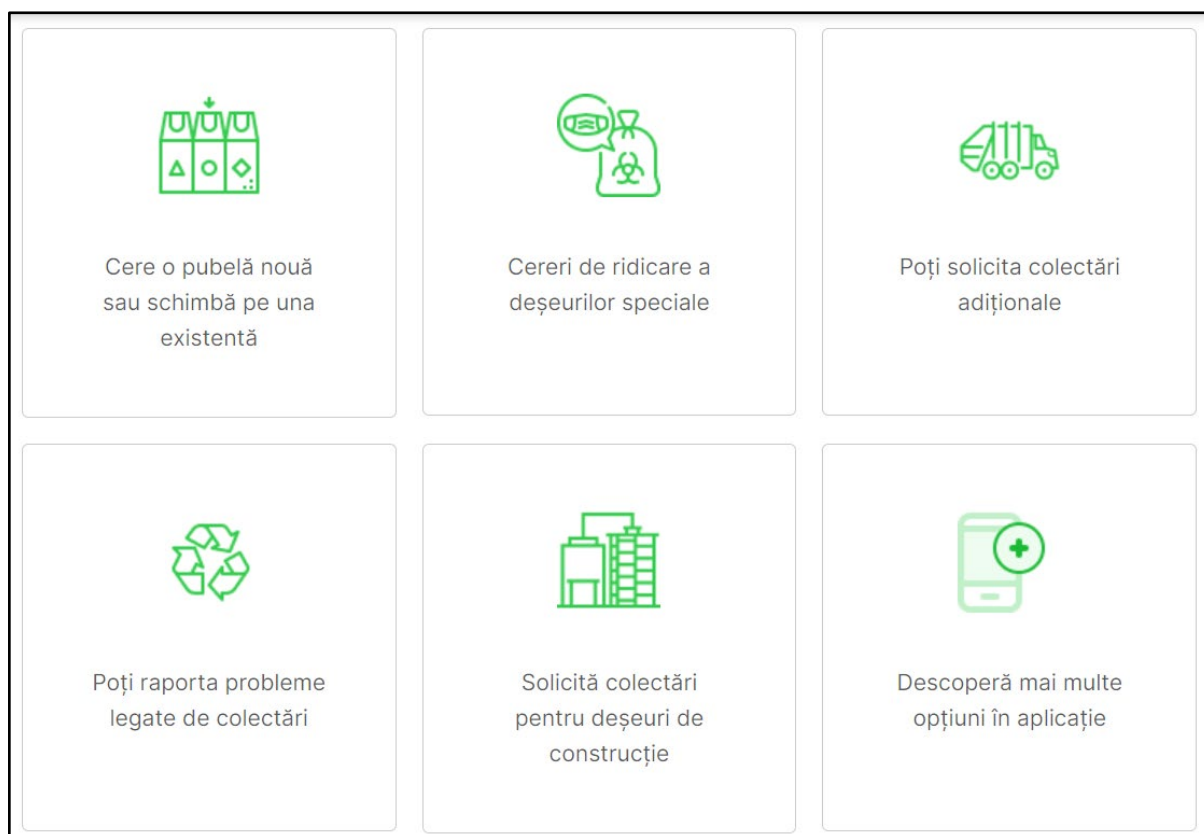 Cere o pubelă nouă
sau schimbă pe una
existentă
Cereri de ridicare a
deșeurilor speciale
Poți solicita colectări
adiționale
Poți raporta probleme
legate de colectări
Solicită colectări
pentru deșeuri de
construcție
Descoperă mai multe
opțiuni în aplicație